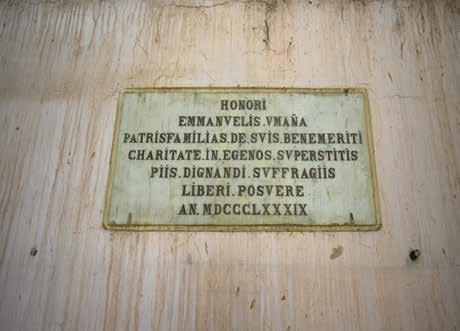 HONORI
EMMANVELIS.VMAÑA
PATRISFAMILIAS.DE.SVIS.BENEMERITI
CHARITATE.IN.EGENOS.SVPERSTITIS
PIIS.DIGNANDI.SVFFRAGIIS
LIBERI.POSVERE
AN.MDCCCLXXXIX